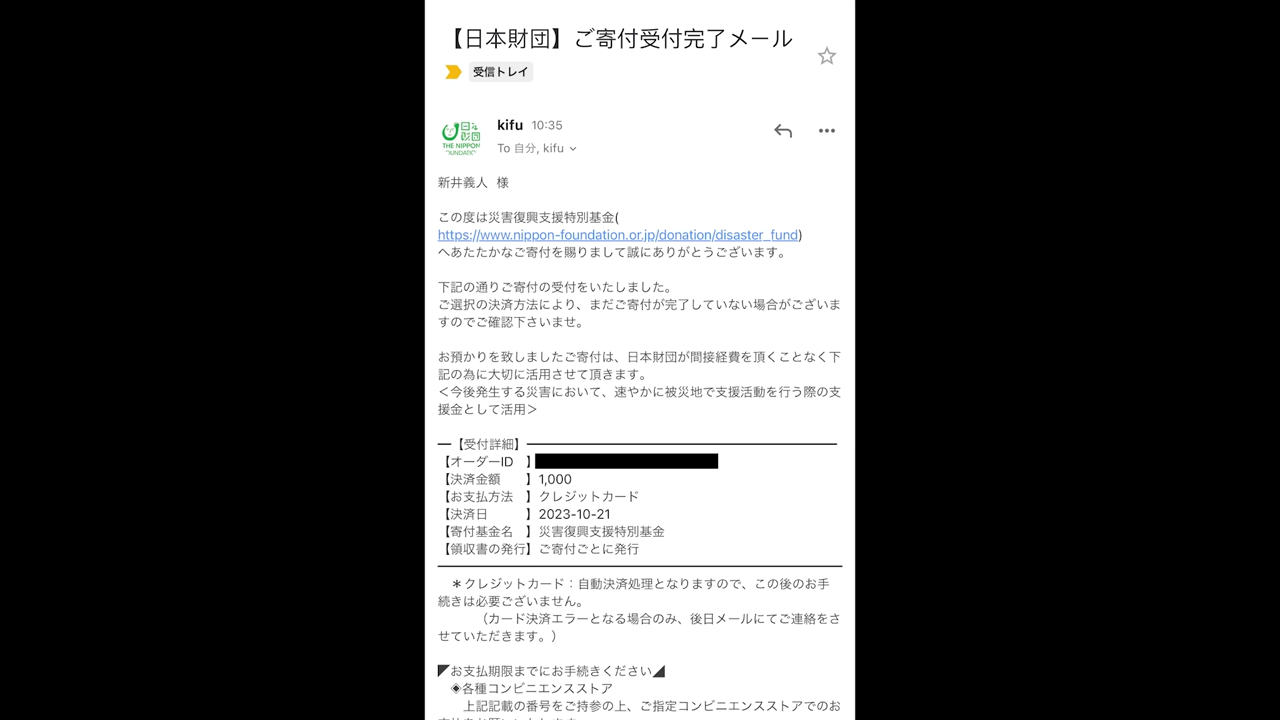 【日本財団】ご寄付受付完了メール
受信トレイ
日本
財団
THE NIPPON
kifu 10:35
To 自分, kifu
新井義人 様
この度は災害復興支援特別基金(
https://www.nippon-foundation.or.jp/donation/disaster_fund)
へあたたかなご寄付を賜りまして誠にありがとうございます。
下記の通りご寄付の受付をいたしました。
ご選択の決済方法により、まだご寄付が完了していない場合がございま
すのでご確認下さいませ。
お預かりを致しましたご寄付は、日本財団が間接経費を頂くことなく下
記の為に大切に活用させて頂きます。
＜今後発生する災害において、速やかに被災地で支援活動を行う際の支
援金として活用＞
━【受付詳細】━━━━━━━━━━━━━━━━━━━━━
【オーダーID 】
【決済金額 】1,000
【お支払方法 】クレジットカード
【決済日 】2023-10-21
【寄付基金名 】災害復興支援特別基金
【領収書の発行】ご寄付ごとに発行
＊クレジットカード：自動決済処理となりますので、この後のお手
続きは必要ございません。
（カード決済エラーとなる場合のみ、後日メールにてご連絡をさ
せていただきます。）
◤お支払期限までにお手続きください◢
◈各種コンビニエンスストア
上記記載の番号をご持参の上、ご指定コンビニエンスストアでのお